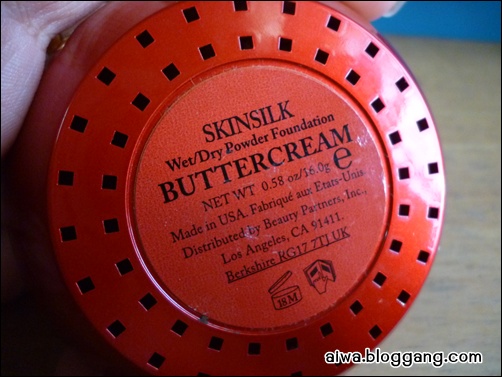 SKINSILK
Wet/Dry Powder Foundation
BUTTERCREAM
NET WT 0.58 oz/16.0g e
Made in USA. Fabriqué aux Etats-Unis
Distributed by Beauty Partners, Inc.,
Los Angeles, CA 91411.
Berkshire RG17 7TJ UK
18M
aiwa.bloggang.com